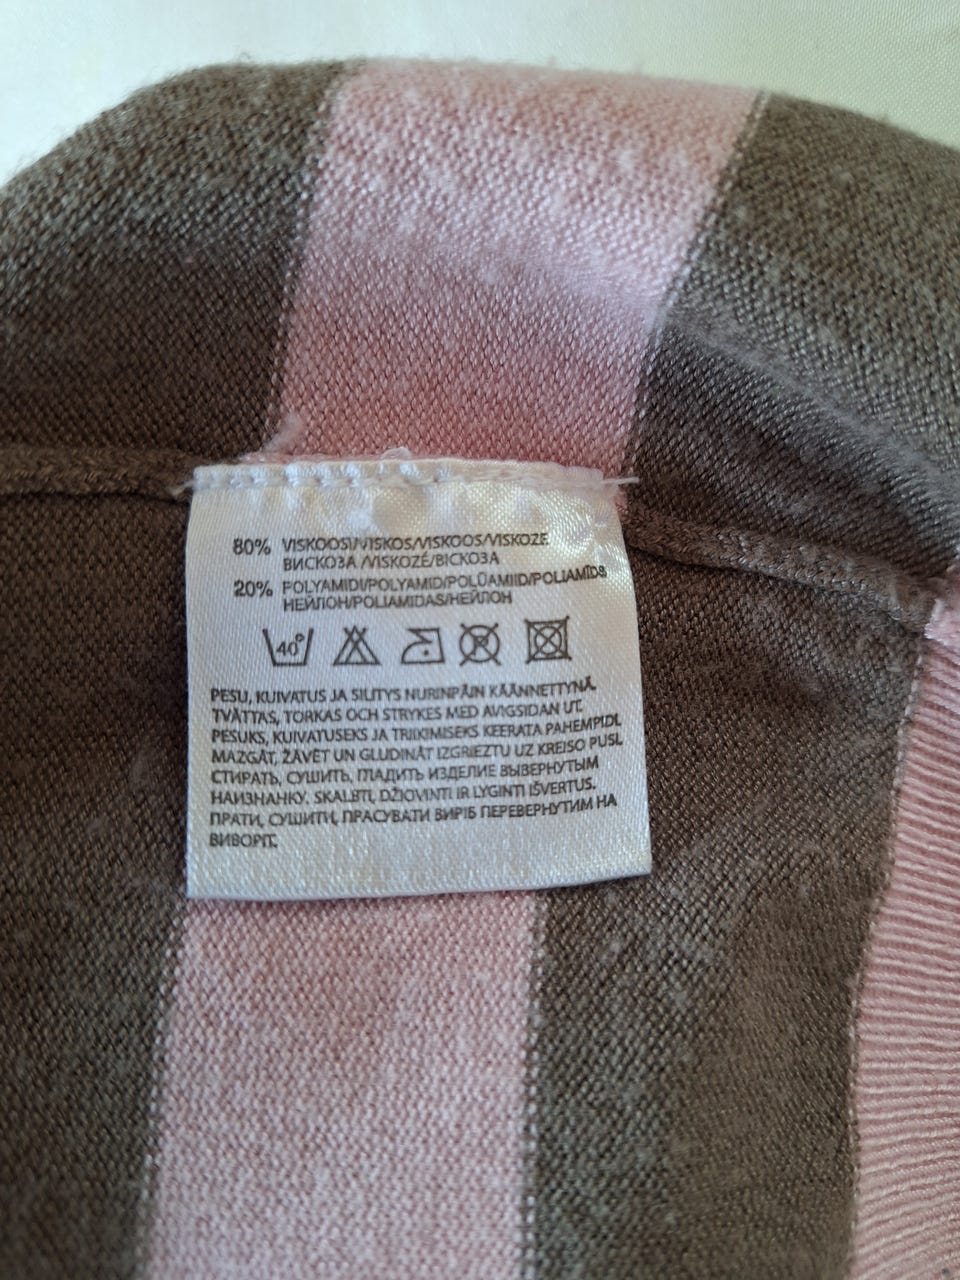 80% VISKOOSI/VISKOS/VISKOOS/VISKOZE
ВИСКОЗА /VISKOZĖ/ВІСКОЗА
20% POLYAMIDI/POLYAMID/POLÜAMIID/POLIAMĪDS
НЕЙЛОН/POLIAMIDAS/НЕЙЛОН
40°
PESU, KUIVATUS JA SILITYS NURINPÄIN KÄÄNNETTYNÄ.
TVÄTTAS, TORKAS OCH STRYKES MED AVIGSIDAN UT.
PESUKS, KUIVATUSEKS JA TRIIKIMISEKS KEERATA PAHEMPIDI.
MAZGĀT, ŽĀVĒT UN GLUDINĀT IZGRIEZTU UZ KREISO PUSI.
СТИРАТЬ, СУШИТЬ, ГЛАДИТЬ ИЗДЕЛИЕ ВЫВЕРНУТЫМ
НАИЗНАНКУ. SKALBTI, DŽIOVINTI IR LYGINTI IŠVERTUS.
ПРАТИ, СУШИТИ, ПРАСУВАТИ ВИРІБ ПЕРЕВЕРНУТИМ НА
ВИВОРІТ.